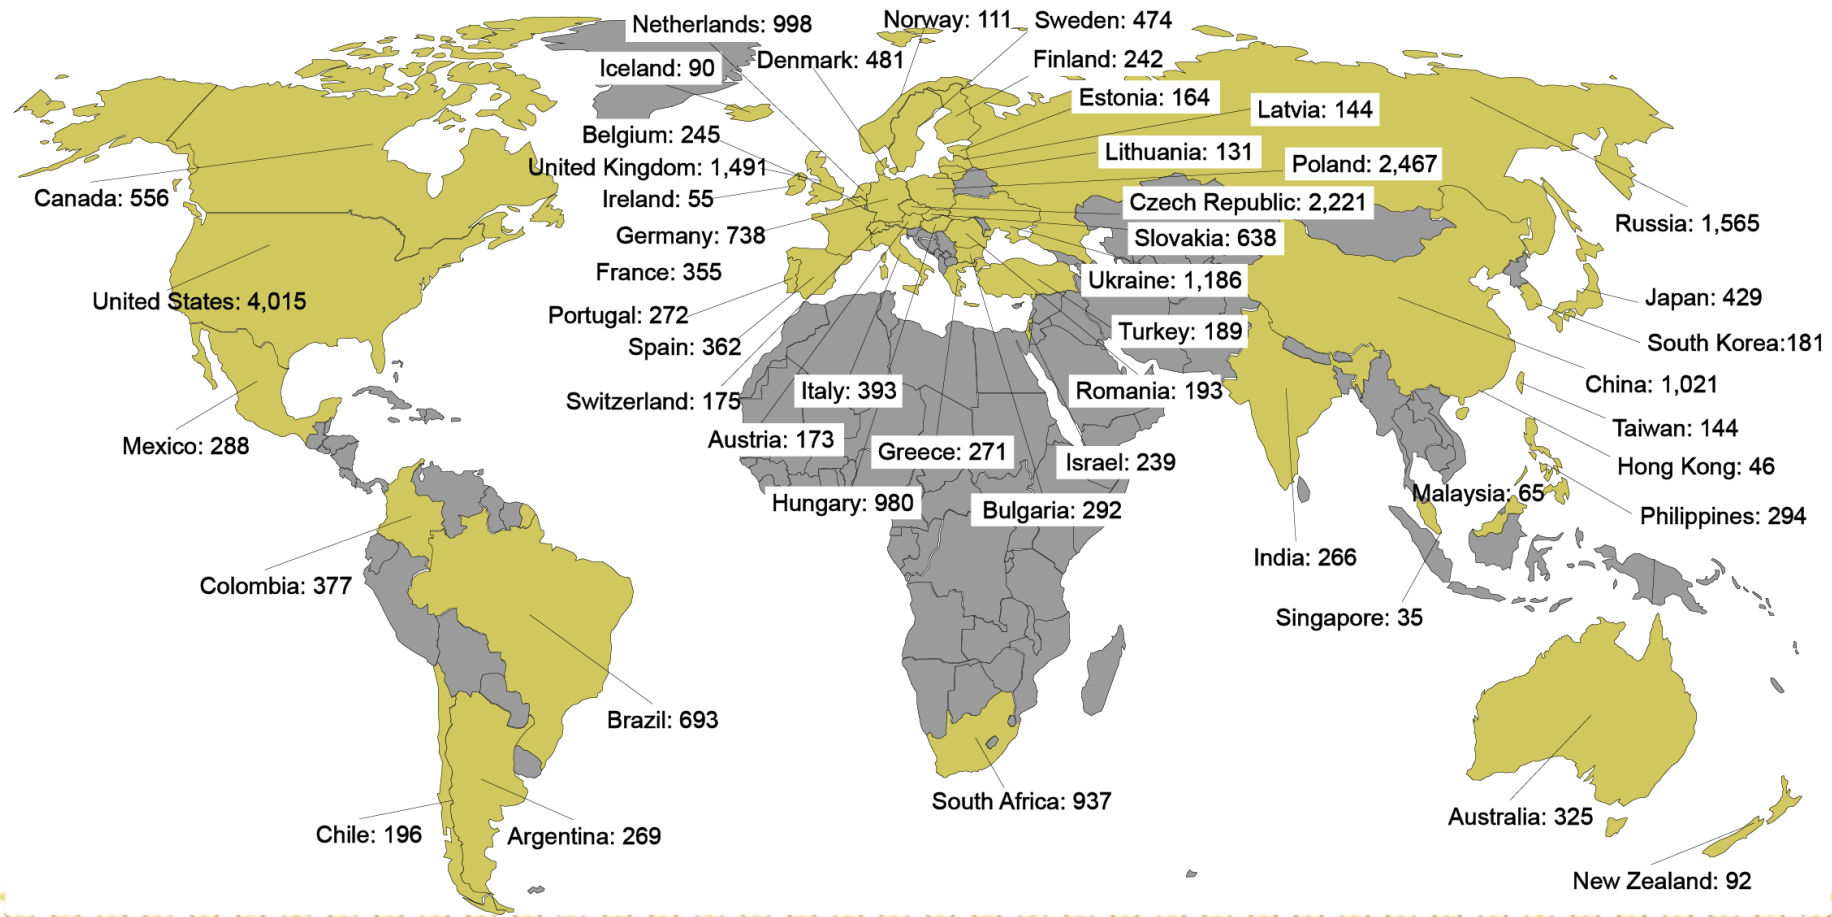 Netherlands: 998
Norway: 111
Sweden: 474
Iceland: 90
Denmark: 481
Finland: 242
Estonia: 164
Latvia: 144
Belgium: 245
Lithuania: 131
United Kingdom: 1,491
Poland: 2,467
Canada: 556
Ireland: 55
Czech Republic: 2,221
Russia: 1,565
Germany: 738
Slovakia: 638
France: 355
Ukraine: 1,186
United States: 4,015
Japan: 429
Portugal: 272
Turkey: 189
South Korea:181
Spain: 362
China: 1,021
Switzerland: 175
Italy: 393
Romania: 193
Taiwan: 144
Mexico: 288
Austria: 173
Greece: 271
Israel: 239
Hong Kong: 46
Malaysia: 65
Hungary: 980
Bulgaria: 292
Philippines: 294
India: 266
Colombia: 377
Singapore: 35
Brazil: 693
South Africa: 937
Australia: 325
Chile: 196
Argentina: 269
New Zealand: 92